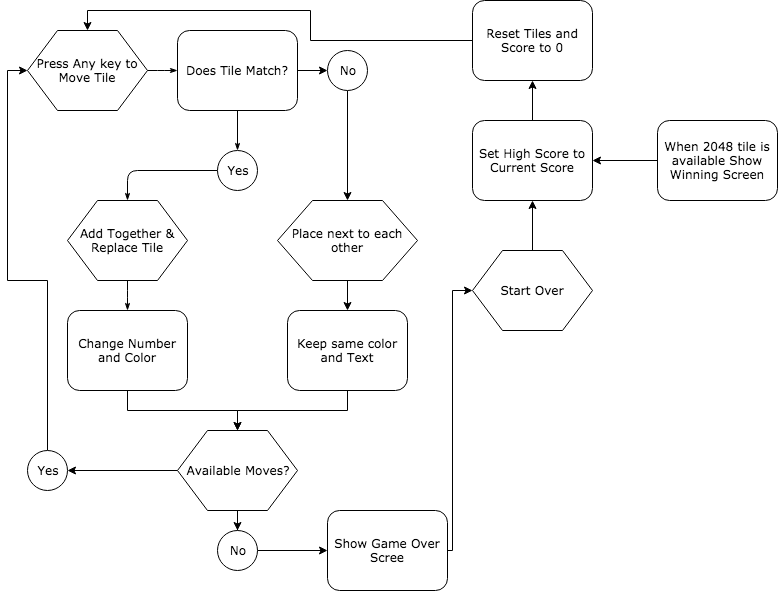 Reset Tiles and
Score to 0
Press Any key to
Move Tile
Does Tile Match?
No
Set High Score to
Current Score
When 2048 tile is
available Show
Winning Screen
Yes
Add Together &
Replace Tile
Place next to each
other
Start Over
Change Number
and Color
Keep same color
and Text
Yes
Available Moves?
No
Show Game Over
Scree